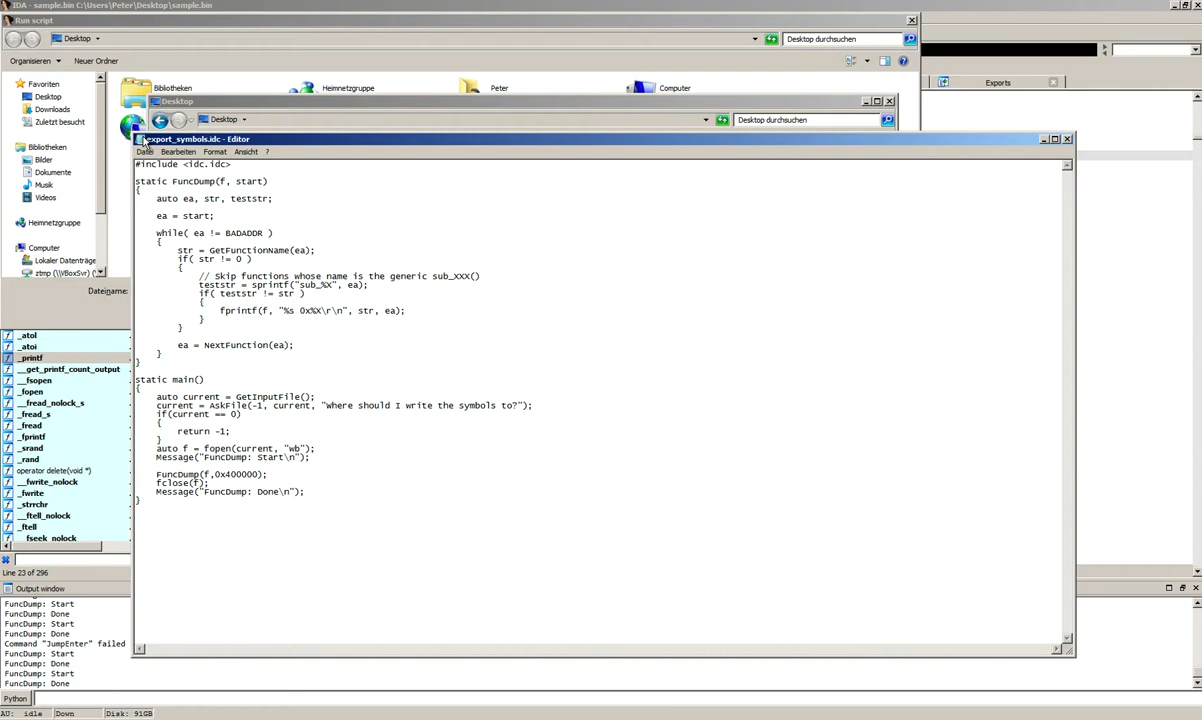 IDA - sample.bin C:\Users\Peter\Desktop\sample.bin
Run script
Desktop
Desktop durchsuchen
Organisieren
Neuer Ordner
Favoriten
Desktop
Downloads
Zuletzt besucht
Bibliotheken
Bilder
Dokumente
Musik
Videos
Heimnetzgruppe
Computer
Lokaler Datenträge
ztmp (\\VBoxSvr) (
Dateiname:
Bibliotheken
Heimnetzgruppe
Peter
Computer
Exports
Desktop
Desktop
Desktop durchsuchen
export_symbols.idc - Editor
Datei Bearbeiten Format Ansicht ?
#include <idc.idc>
static FuncDump(f, start)
{
    auto ea, str, teststr;
    ea = start;
    while( ea != BADADDR )
    {
        str = GetFunctionName(ea);
        if( str != 0 )
        {
            // Skip functions whose name is the generic sub_XXX()
            teststr = sprintf("sub_%X", ea);
            if( teststr != str )
            {
                fprintf(f, "%s 0x%X\r\n", str, ea);
            }
        }
        ea = NextFunction(ea);
    }
}
static main()
{
    auto current = GetInputFile();
    current = AskFile(-1, current, "Where should I write the symbols to?");
    if(current == 0)
    {
        return -1;
    }
    auto f = fopen(current, "wb");
    Message("FuncDump: Start\n");
    FuncDump(f,0x400000);
    fclose(f);
    Message("FuncDump: Done\n");
}
_atol
_atoi
_printf
__get_printf_count_output
__fsopen
_fopen
__fread_nolock_s
_fread_s
_fread
_fprintf
_srand
_rand
operator delete(void *)
__fwrite_nolock
_fwrite
_strrchr
__ftell_nolock
_ftell
__fseek_nolock
Line 23 of 296
Output window
FuncDump: Start
FuncDump: Done
FuncDump: Start
FuncDump: Done
Command "JumpEnter" failed
FuncDump: Start
FuncDump: Done
FuncDump: Start
FuncDump: Done
Python
AU: idle Down Disk: 91GB